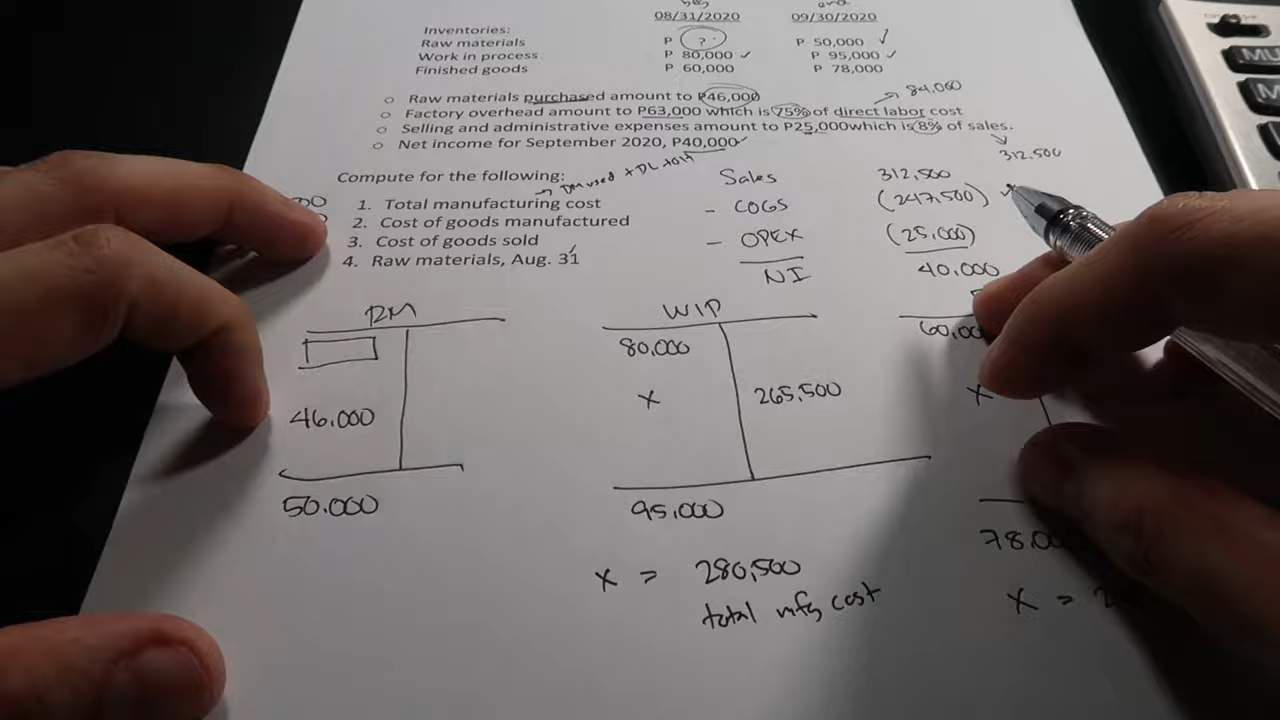 08/31/2020 09/30/2020
Inventories:
Raw materials P ? P 50,000
Work in process P 80,000 P 95,000
Finished goods P 60,000 P 78,000
o Raw materials purchased amount to P46,000
84,000
o Factory overhead amount to P63,000 which is 75% of direct labor cost
o Selling and administrative expenses amount to P25,000which is 8% of sales.
o Net income for September 2020, P40,000
312,500
Compute for the following:
DM used + DL + OH
1. Total manufacturing cost
2. Cost of goods manufactured
3. Cost of goods sold
4. Raw materials, Aug. 31
Sales 312,500
- COGS (247,500)
- OPEX (25,000)
NI 40,000
RM
46,000
50,000
WIP
80,000
X 265,500
95,000
X = 280,500
total mfg cost
60,00
X
78,0
X =